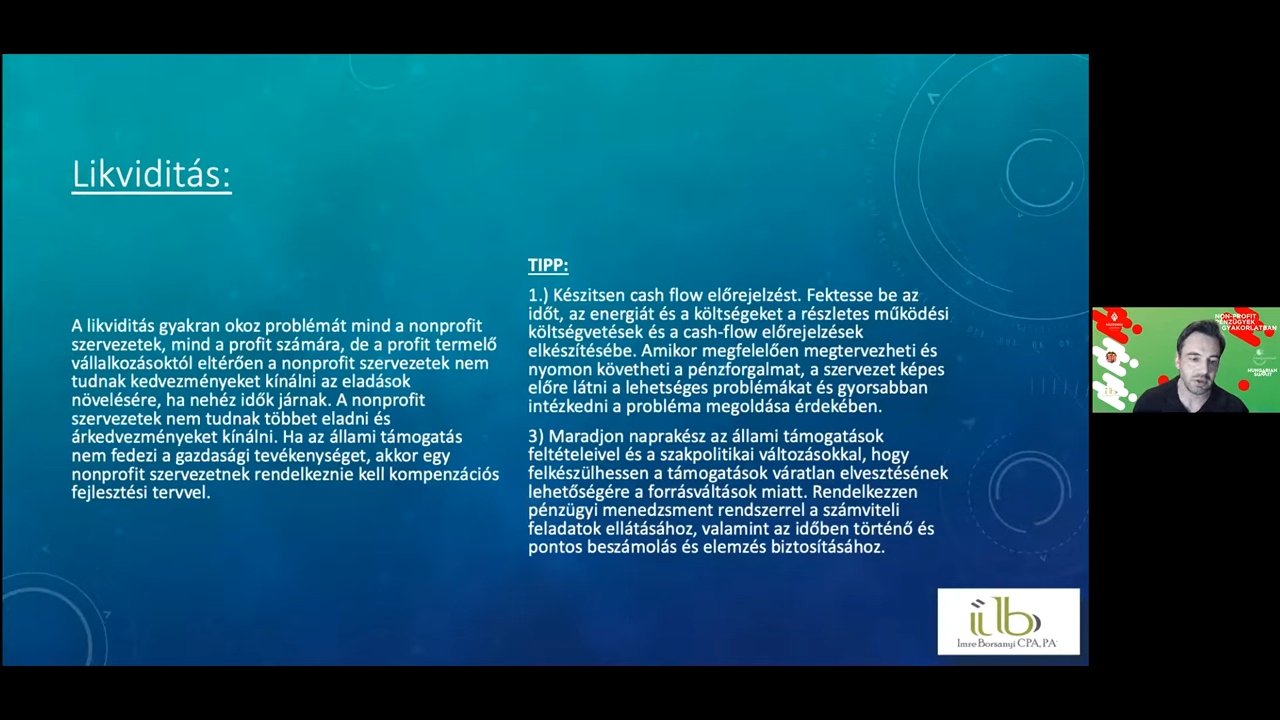 Likviditás:
A likviditás gyakran okoz problémát mind a nonprofit
szervezetek, mind a profit számára, de a profit termelő
vállalkozásoktól eltérően a nonprofit szervezetek nem
tudnak kedvezményeket kínálni az eladások
növelésére, ha nehéz idők járnak. A nonprofit
szervezetek nem tudnak többet eladni és
árkedvezményeket kínálni. Ha az állami támogatás
nem fedezi a gazdasági tevékenységet, akkor egy
nonprofit szervezetnek rendelkeznie kell kompenzációs
fejlesztési tervvel.
TIPP:
1.) Készitsen cash flow előrejelzést. Fektesse be az
időt, az energiát és a költségeket a részletes működési
költségvetések és a cash-flow előrejelzések
elkészítésébe. Amikor megfelelően megtervezheti és
nyomon követheti a pénzforgalmat, a szervezet képes
előre látni a lehetséges problémákat és gyorsabban
intézkedni a probléma megoldása érdekében.
3) Maradjon naprakész az állami támogatások
feltételeivel és a szakpolitikai változásokkal, hogy
felkészülhessen a támogatások váratlan elvesztésének
lehetőségére a forrásváltások miatt. Rendelkezzen
pénzügyi menedzsment rendszerrel a számviteli
feladatok ellátásához, valamint az időben történő és
pontos beszámolás és elemzés biztosításához.
ilb
Imre Borsanyi CPA, PA
NON-PROFIT
PÉNZÜGYEK
GYAKORLATBAN
HUNGARIAN
SUMMIT